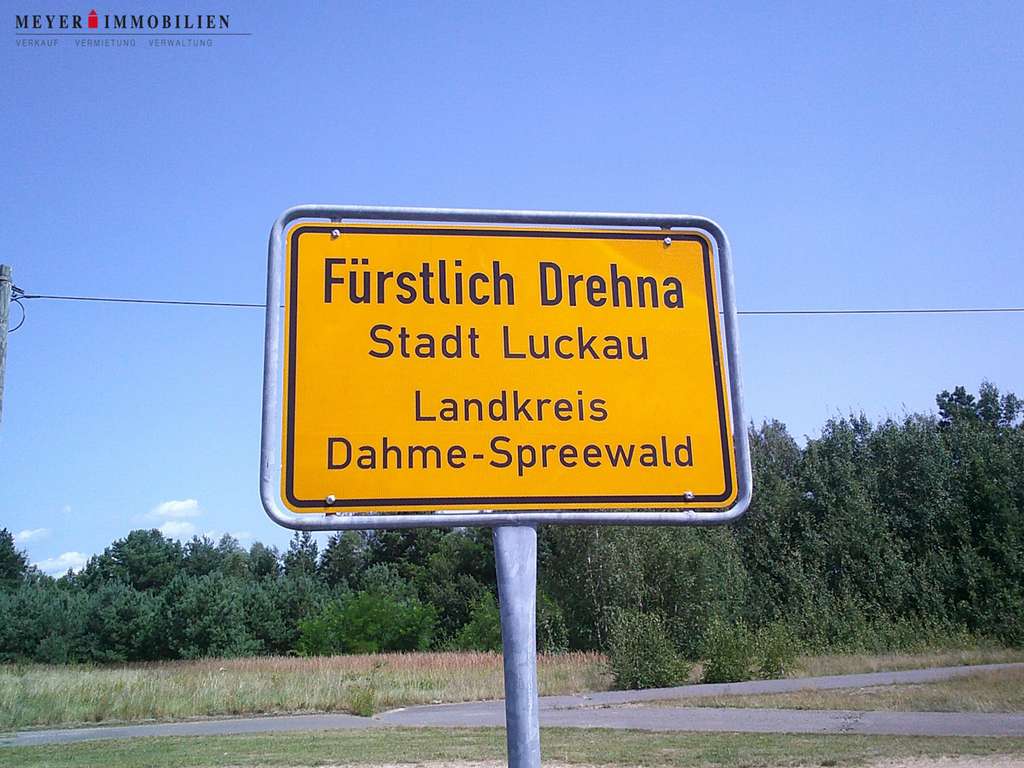 MEYER IMMOBILIEN
VERKAUF VERMIETUNG VERWALTUNG
Fürstlich Drehna
Stadt Luckau
Landkreis
Dahme-Spreewald